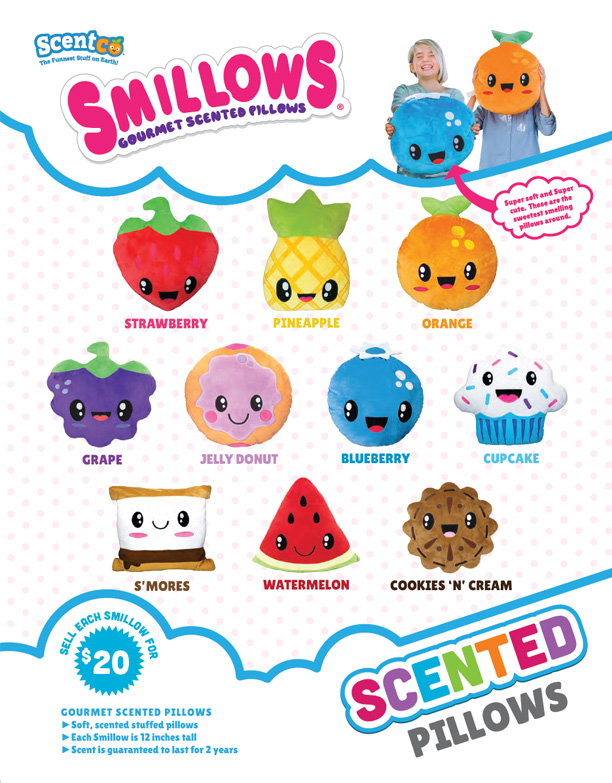 ScentCo
The Funnest Stuff on Earth!
SMILLOWS®
GOURMET SCENTED PILLOWS
Super soft and Super
cute. These are the
sweetest smelling
pillows around.
STRAWBERRY
PINEAPPLE
ORANGE
GRAPE
JELLY DONUT
BLUEBERRY
CUPCAKE
S'MORES
WATERMELON
COOKIES 'N' CREAM
SELL EACH SMILLOW FOR
$20
GOURMET SCENTED PILLOWS
▶ Soft, scented stuffed pillows
▶ Each Smillow is 12 inches tall
▶ Scent is guaranteed to last for 2 years
SCENTED
PILLOWS